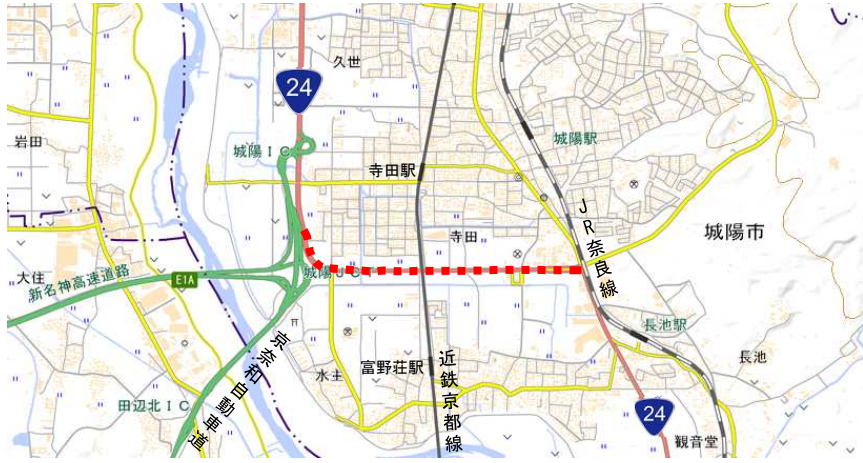 24
久世
岩田
城陽IC
寺田駅
城陽駅
JR奈良線
寺田
城陽市
大住
新名神高速道路
E1A
城陽JCT
長池駅
長池
京奈和自動車道
水主
富野荘駅
近鉄京都線
田辺北IC
24
観音堂